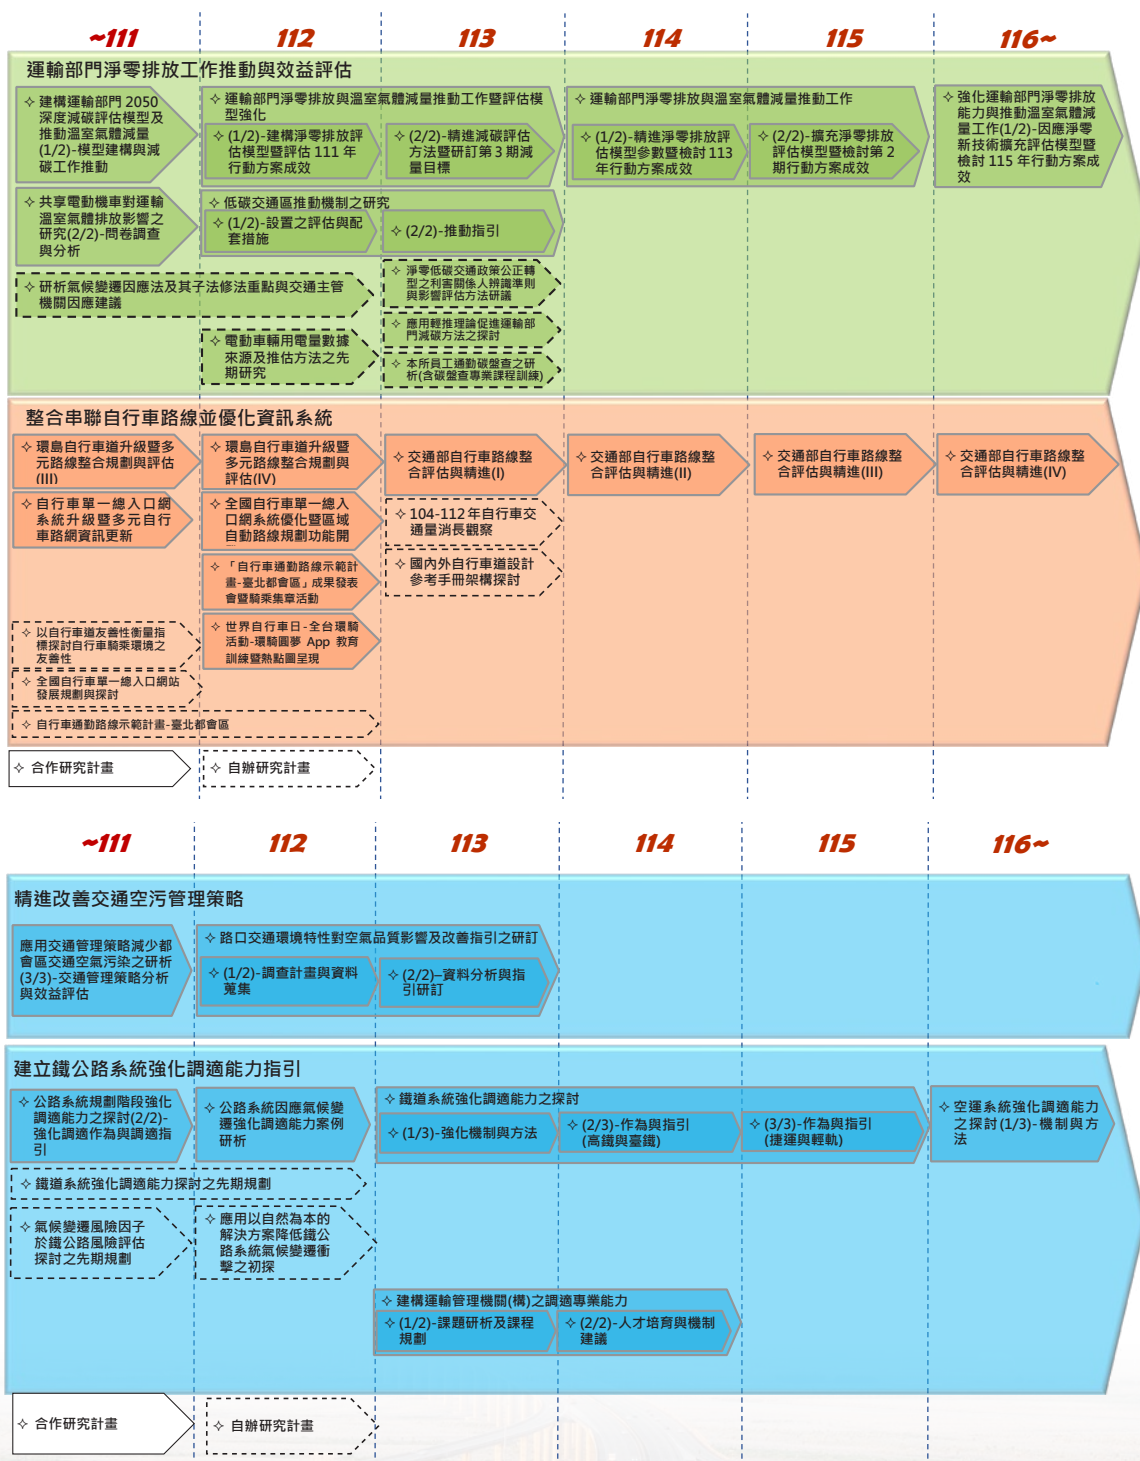 ~111
112
113
114
115
116~
運輸部門淨零排放工作推動與效益評估
✧ 建構運輸部門 2050
深度減碳評估模型及
推動溫室氣體減量
(1/2)-模型建構與減
碳工作推動
✧ 運輸部門淨零排放與溫室氣體減量推動工作暨評估模
型強化
✧ (1/2)-建構淨零排放評
估模型暨評估 111 年
行動方案成效
✧ (2/2)-精進減碳評估
方法暨研訂第 3 期減
量目標
✧ 運輸部門淨零排放與溫室氣體減量推動工作
✧ (1/2)-精進淨零排放評
估模型參數暨檢討 113
年行動方案成效
✧ (2/2)-擴充淨零排放
評估模型暨檢討第 2
期行動方案成效
✧ 強化運輸部門淨零排放
能力與推動溫室氣體減
量工作(1/2)-因應淨零
新技術擴充評估模型暨
檢討 115 年行動方案成
效
✧ 共享電動機車對運輸
溫室氣體排放影響之
研究(2/2)-問卷調查
與分析
✧ 低碳交通區推動機制之研究
✧ (1/2)-設置之評估與配
套措施
✧ (2/2)-推動指引
✧ 研析氣候變遷因應法及其子法修法重點與交通主管
機關因應建議
✧ 淨零低碳交通政策公正轉
型之利害關係人辨識準則
與影響評估方法研議
✧ 應用輕推理論促進運輸部
門減碳方法之探討
✧ 電動車輛用電量數據
來源及推估方法之先
期研究
✧ 本所員工通勤碳盤查之研
析(含碳盤查專業課程訓練)
整合串聯自行車路線並優化資訊系統
✧ 環島自行車道升級暨多
元路線整合規劃與評估
(III)
✧ 環島自行車道升級暨
多元路線整合規劃與
評估(IV)
✧ 交通部自行車路線整
合評估與精進(I)
✧ 交通部自行車路線整
合評估與精進(II)
✧ 交通部自行車路線整
合評估與精進(III)
✧ 交通部自行車路線整
合評估與精進(IV)
✧ 自行車單一總入口網
系統升級暨多元自行
車路網資訊更新
✧ 全國自行車單一總入
口網系統優化暨區域
自動路線規劃功能開
✧ 104-112 年自行車交
通量消長觀察
✧ 國內外自行車道設計
參考手冊架構探討
✧ 「自行車通勤路線示範計
畫-臺北都會區」成果發表
會暨騎乘集章活動
✧ 世界自行車日-全台環騎
活動-環騎圓夢 App 教育
訓練暨熱點圖呈現
✧ 以自行車道友善性衡量指
標探討自行車騎乘環境之
友善性
✧ 全國自行車單一總入口網站
發展規劃與探討
✧ 自行車通勤路線示範計畫-臺北都會區
✧ 合作研究計畫
✧ 自辦研究計畫
~111
112
113
114
115
116~
精進改善交通空污管理策略
應用交通管理策略減少都
會區交通空氣污染之研析
(3/3)-交通管理策略分析
與效益評估
✧ 路口交通環境特性對空氣品質影響及改善指引之研訂
✧ (1/2)-調查計畫與資料
蒐集
✧ (2/2)–資料分析與指
引研訂
建立鐵公路系統強化調適能力指引
✧ 公路系統規劃階段強化
調適能力之探討(2/2)-
強化調適作為與調適指
引
✧ 公路系統因應氣候變
遷強化調適能力案例
研析
✧ 鐵道系統強化調適能力之探討
✧ (1/3)-強化機制與方法
✧ (2/3)-作為與指引
(高鐵與臺鐵)
✧ (3/3)-作為與指引
(捷運與輕軌)
✧ 空運系統強化調適能力
之探討(1/3)-機制與方
法
✧ 鐵道系統強化調適能力探討之先期規劃
✧ 氣候變遷風險因子
於鐵公路風險評估
探討之先期規劃
✧ 應用以自然為本的
解決方案降低鐵公
路系統氣候變遷衝
擊之初探
✧ 建構運輸管理機關(構)之調適專業能力
✧ (1/2)-課題研析及課程
規劃
✧ (2/2)-人才培育與機制
建議
✧ 合作研究計畫
✧ 自辦研究計畫